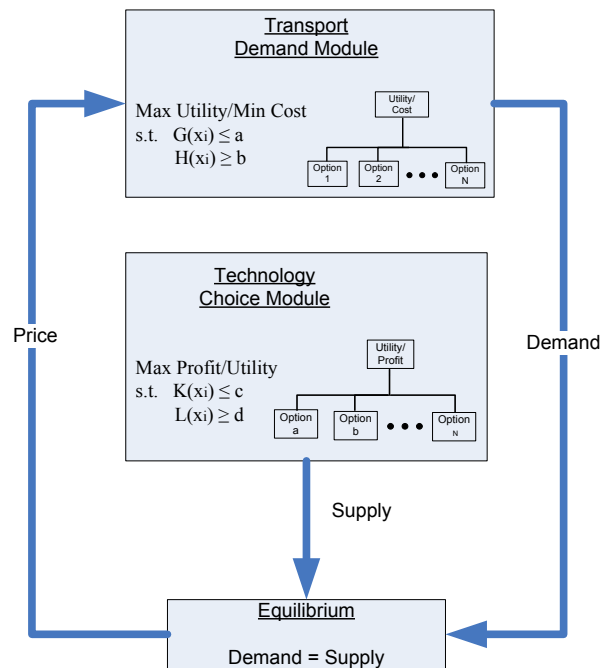 Transport
Demand Module
Max Utility/Min Cost
s.t. G(xi) ≤ a
H(xi) ≥ b
Utility/
Cost
Option
1
Option
2
• • •
Option
N
Technology
Choice Module
Max Profit/Utility
s.t. K(xi) ≤ c
L(xi) ≥ d
Utility/
Profit
Option
a
Option
b
• • •
Option
N
Price
Demand
Supply
Equilibrium
Demand = Supply